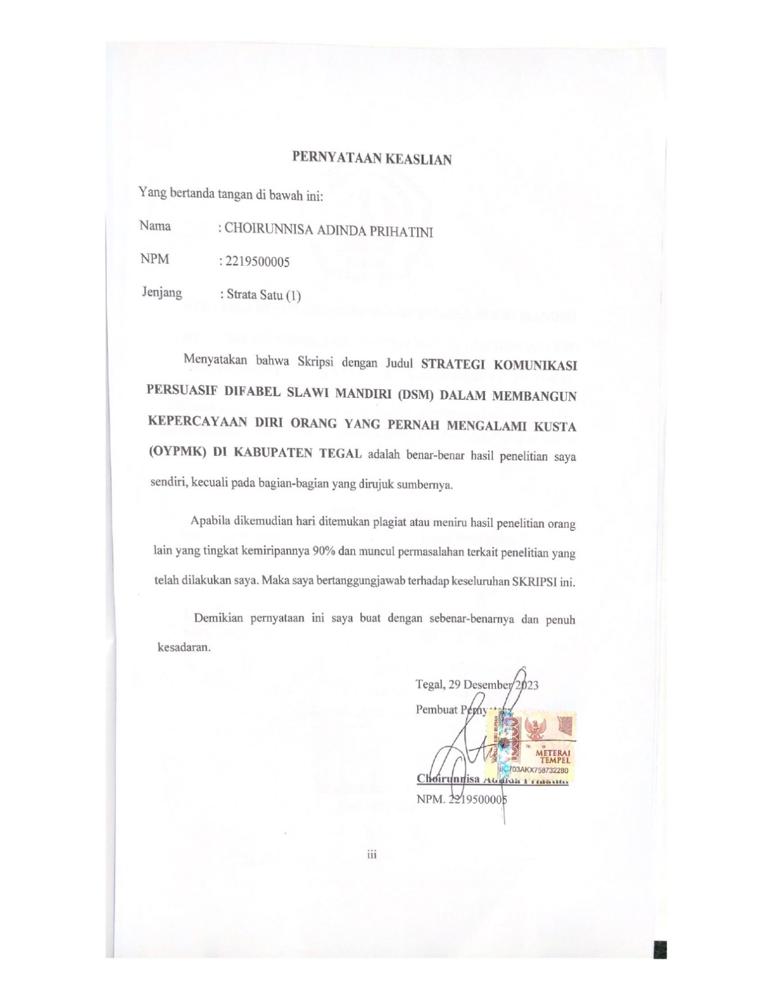 PERNYATAAN KEASLIAN
Yang bertanda tangan di bawah ini:
Nama : CHOIRUNNISA ADINDA PRIHATINI
NPM : 2219500005
Jenjang : Strata Satu (1)
Menyatakan bahwa Skripsi dengan Judul STRATEGI KOMUNIKASI
PERSUASIF DIFABEL SLAWI MANDIRI (DSM) DALAM MEMBANGUN
KEPERCAYAAN DIRI ORANG YANG PERNAH MENGALAMI KUSTA
(OYPMK) DI KABUPATEN TEGAL adalah benar-benar hasil penelitian saya
sendiri, kecuali pada bagian-bagian yang dirujuk sumbernya.
Apabila dikemudian hari ditemukan plagiat atau meniru hasil penelitian orang
lain yang tingkat kemiripannya 90% dan muncul permasalahan terkait penelitian yang
telah dilakukan saya. Maka saya bertanggungjawab terhadap keseluruhan SKRIPSI ini.
Demikian pernyataan ini saya buat dengan sebenar-benarnya dan penuh
kesadaran.
Tegal, 29 Desember 2023
Pembuat
10000
METERAI
TEMPEL
703AKX758732280
Choirunnisa Adinda Prihatini
NPM. 2219500005
iii